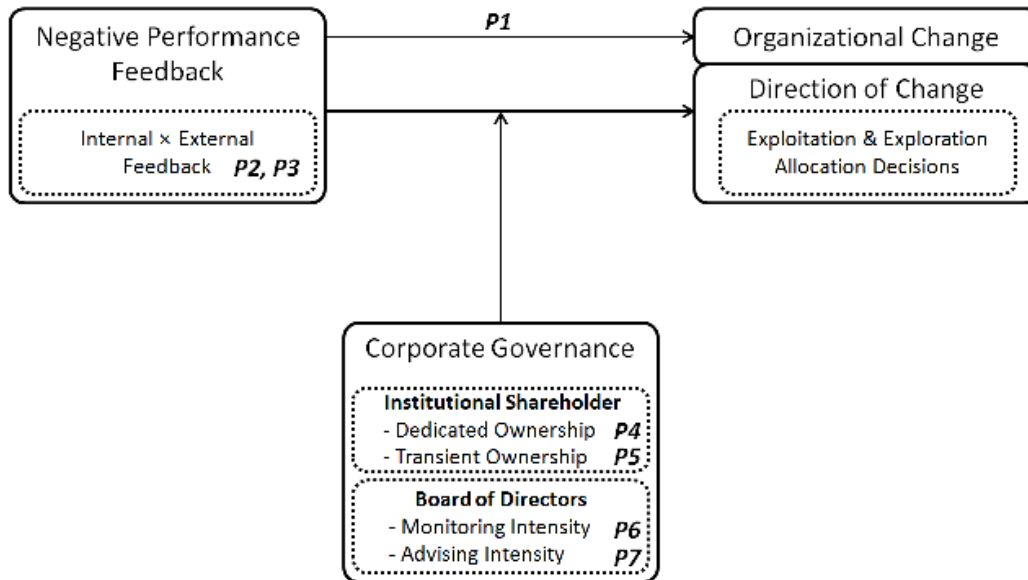 Negative Performance
Feedback
Internal × External
Feedback P2, P3
P1
Organizational Change
Direction of Change
Exploitation & Exploration
Allocation Decisions
Corporate Governance
Institutional Shareholder
- Dedicated Ownership P4
- Transient Ownership P5
Board of Directors
- Monitoring Intensity P6
- Advising Intensity P7